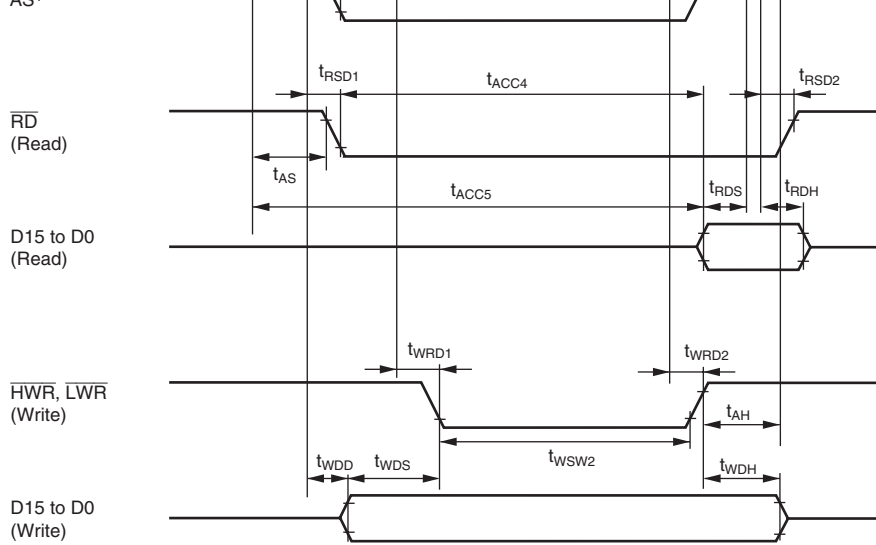 AS*
tRSD1
tACC4
tRSD2
RD
(Read)
tAS
tACC5
tRDS
tRDH
D15 to D0
(Read)
tWRD1
tWRD2
HWR, LWR
(Write)
tAH
tWSW2
tWDD
tWDS
tWDH
D15 to D0
(Write)